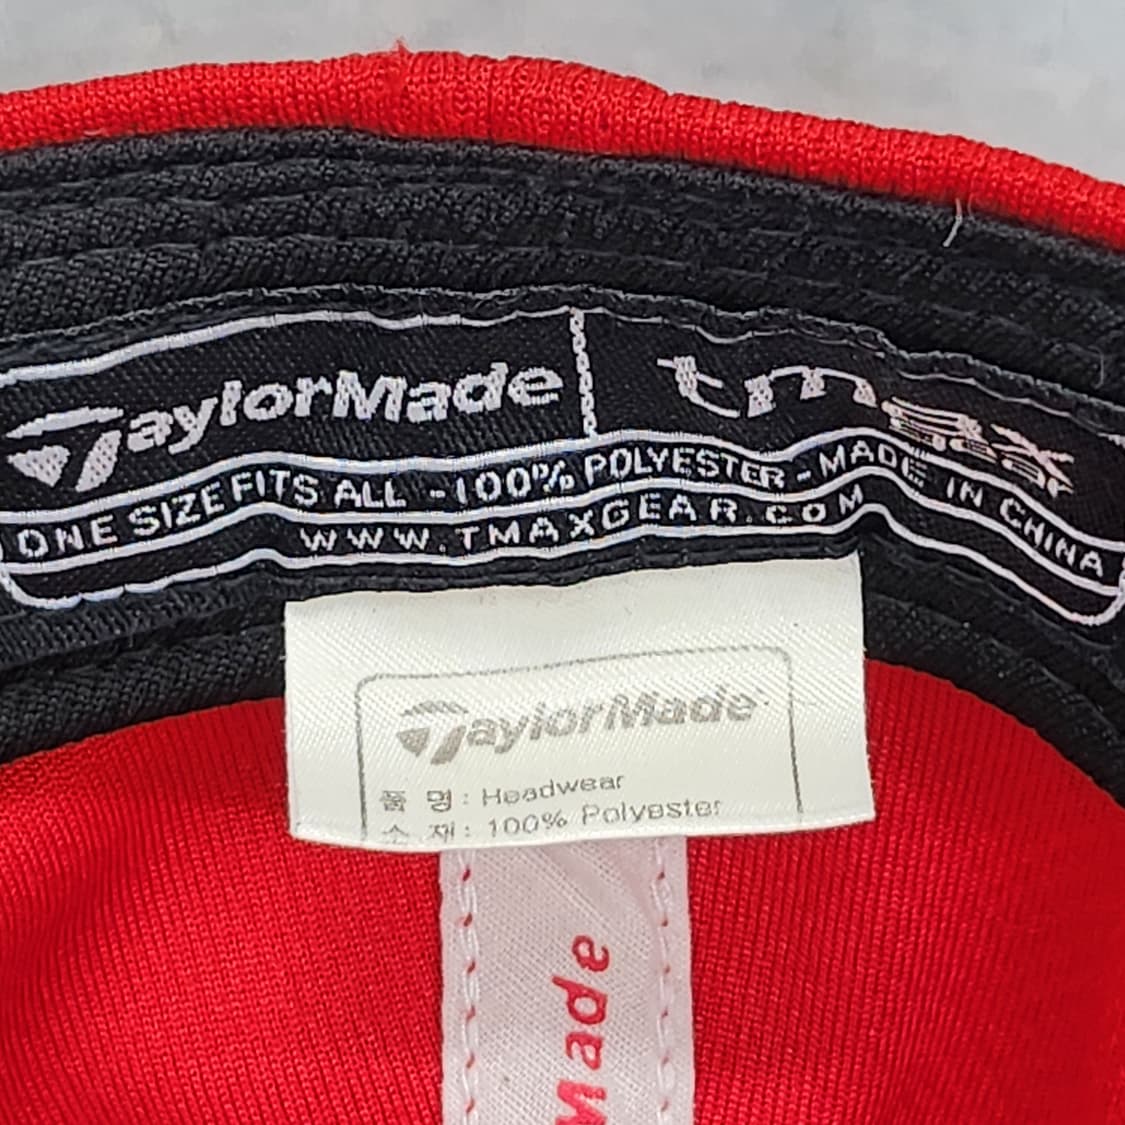 TaylorMade | tmax gear
ONE SIZE FITS ALL - 100% POLYESTER - MADE IN CHINA
WWW.TMAXGEAR.COM
TaylorMade
품 명 : Headwear
소 재 : 100% Polyester
Made